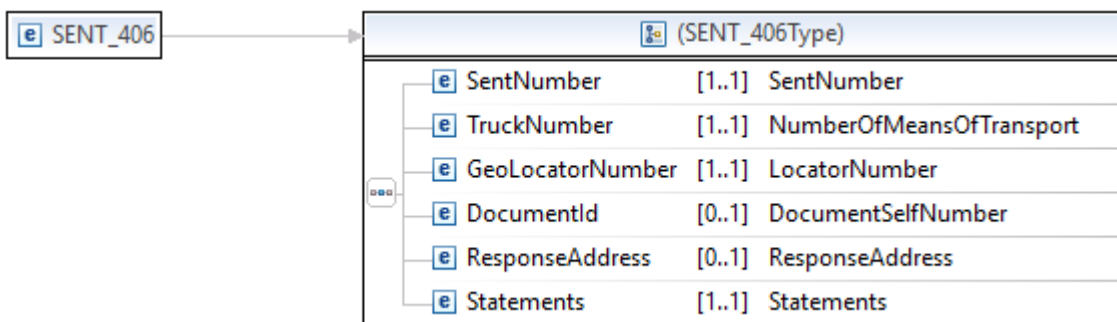 e SENT_406
(SENT_406Type)
e SentNumber [1..1] SentNumber
e TruckNumber [1..1] NumberOfMeansOfTransport
e GeoLocatorNumber [1..1] LocatorNumber
e DocumentId [0..1] DocumentSelfNumber
e ResponseAddress [0..1] ResponseAddress
e Statements [1..1] Statements